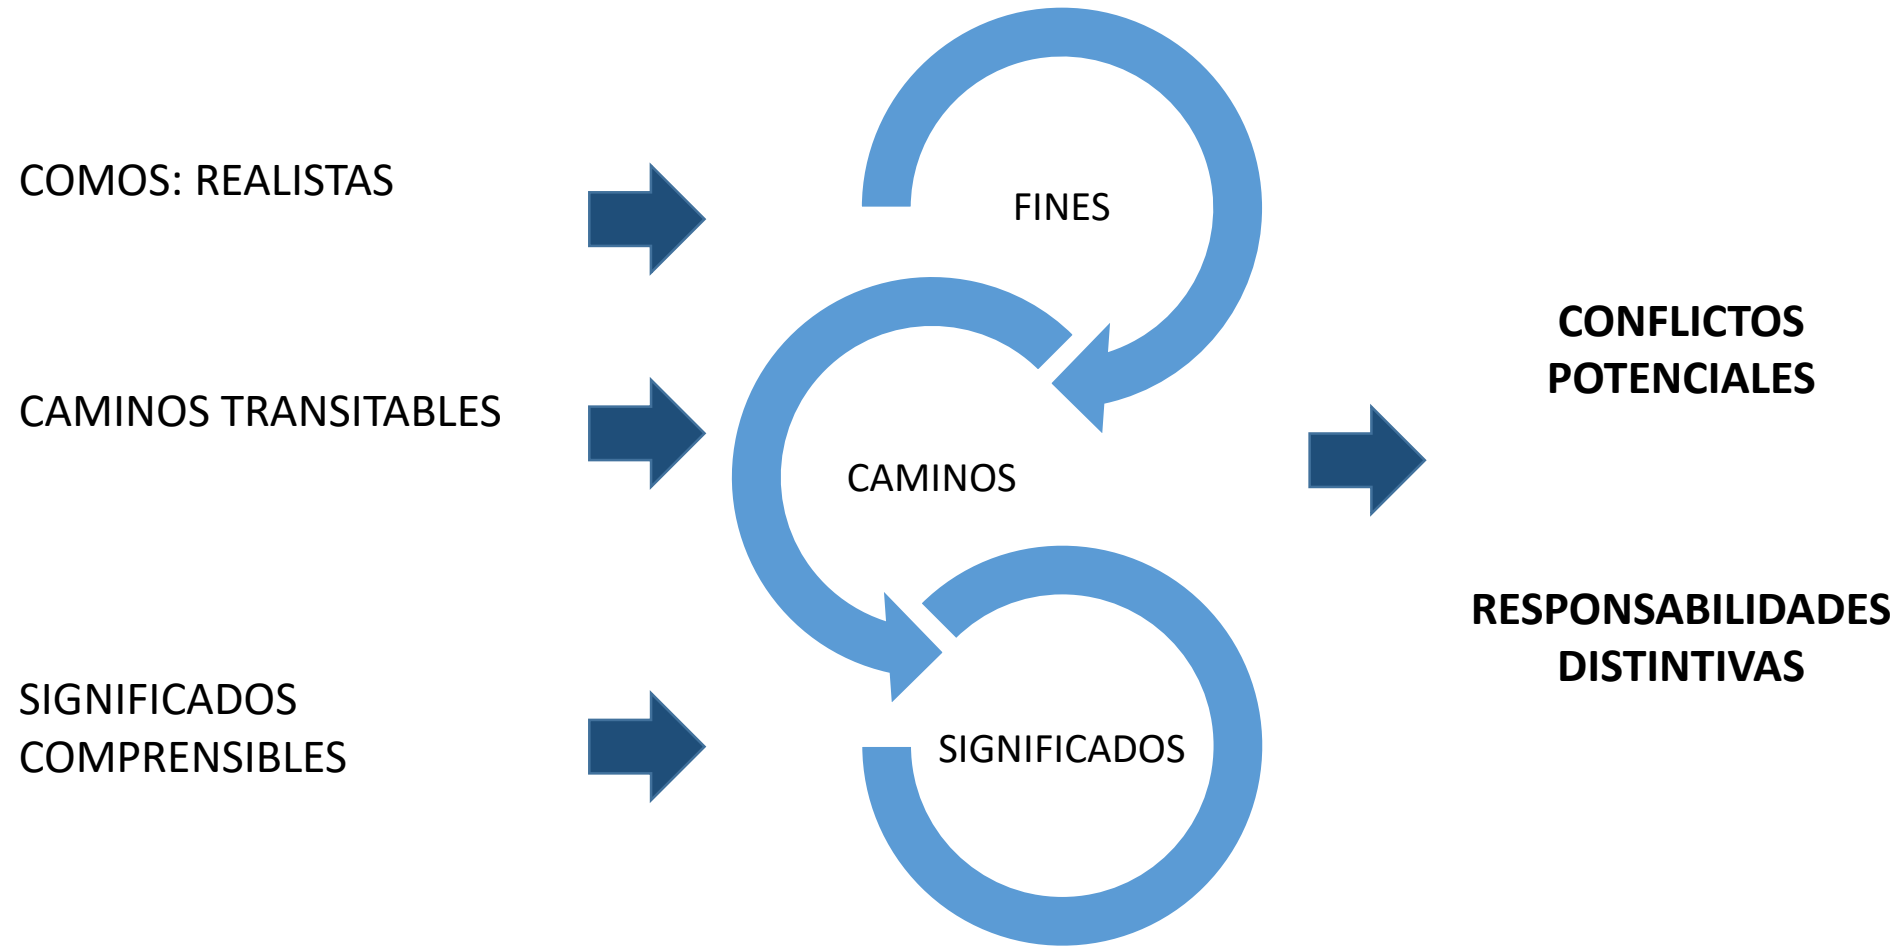 COMOS: REALISTAS
CAMINOS TRANSITABLES
SIGNIFICADOS
COMPRENSIBLES
FINES
CAMINOS
SIGNIFICADOS
CONFLICTOS
POTENCIALES
RESPONSABILIDADES
DISTINTIVAS